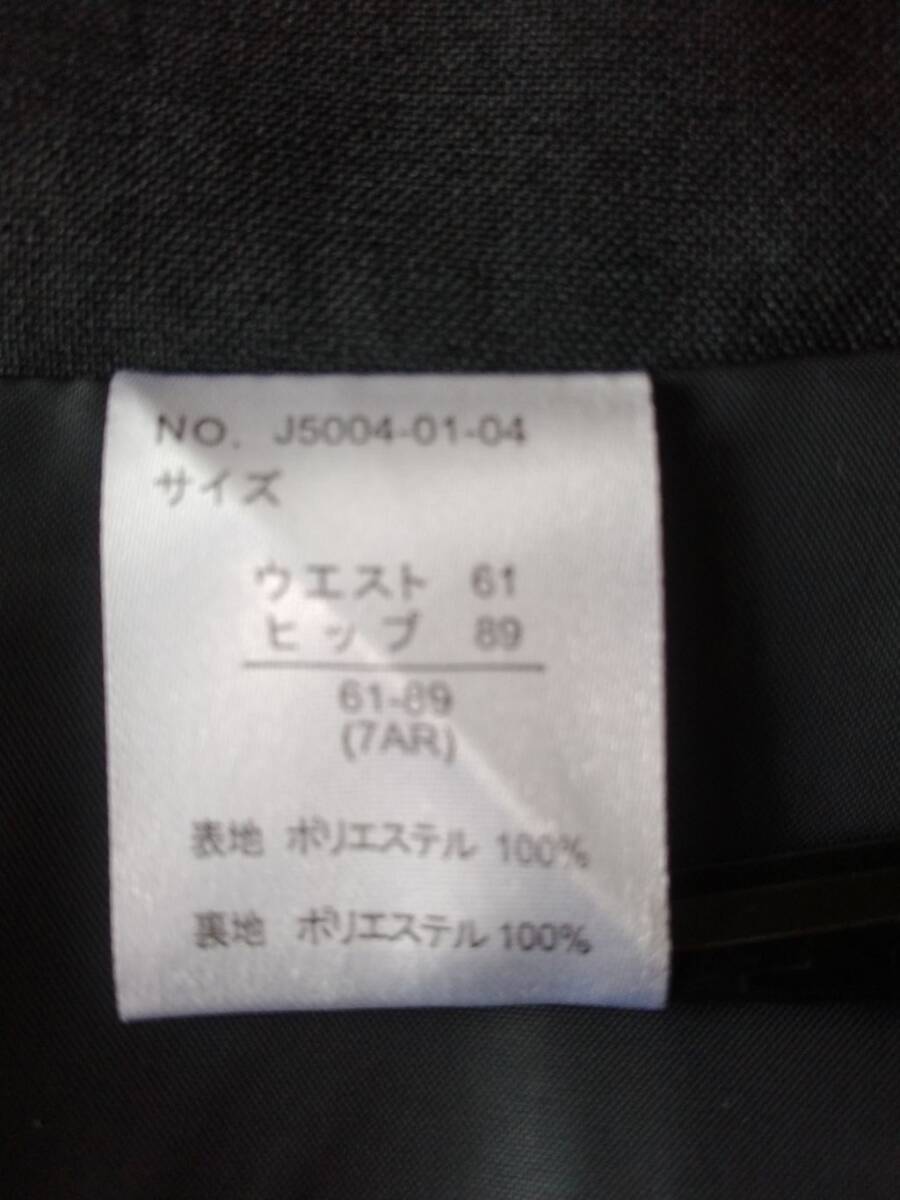 NO. J5004-01-04
サイズ
ウエスト 61
ヒップ 89
61-89
(7AR)
表地 ポリエステル 100%
裏地 ポリエステル 100%